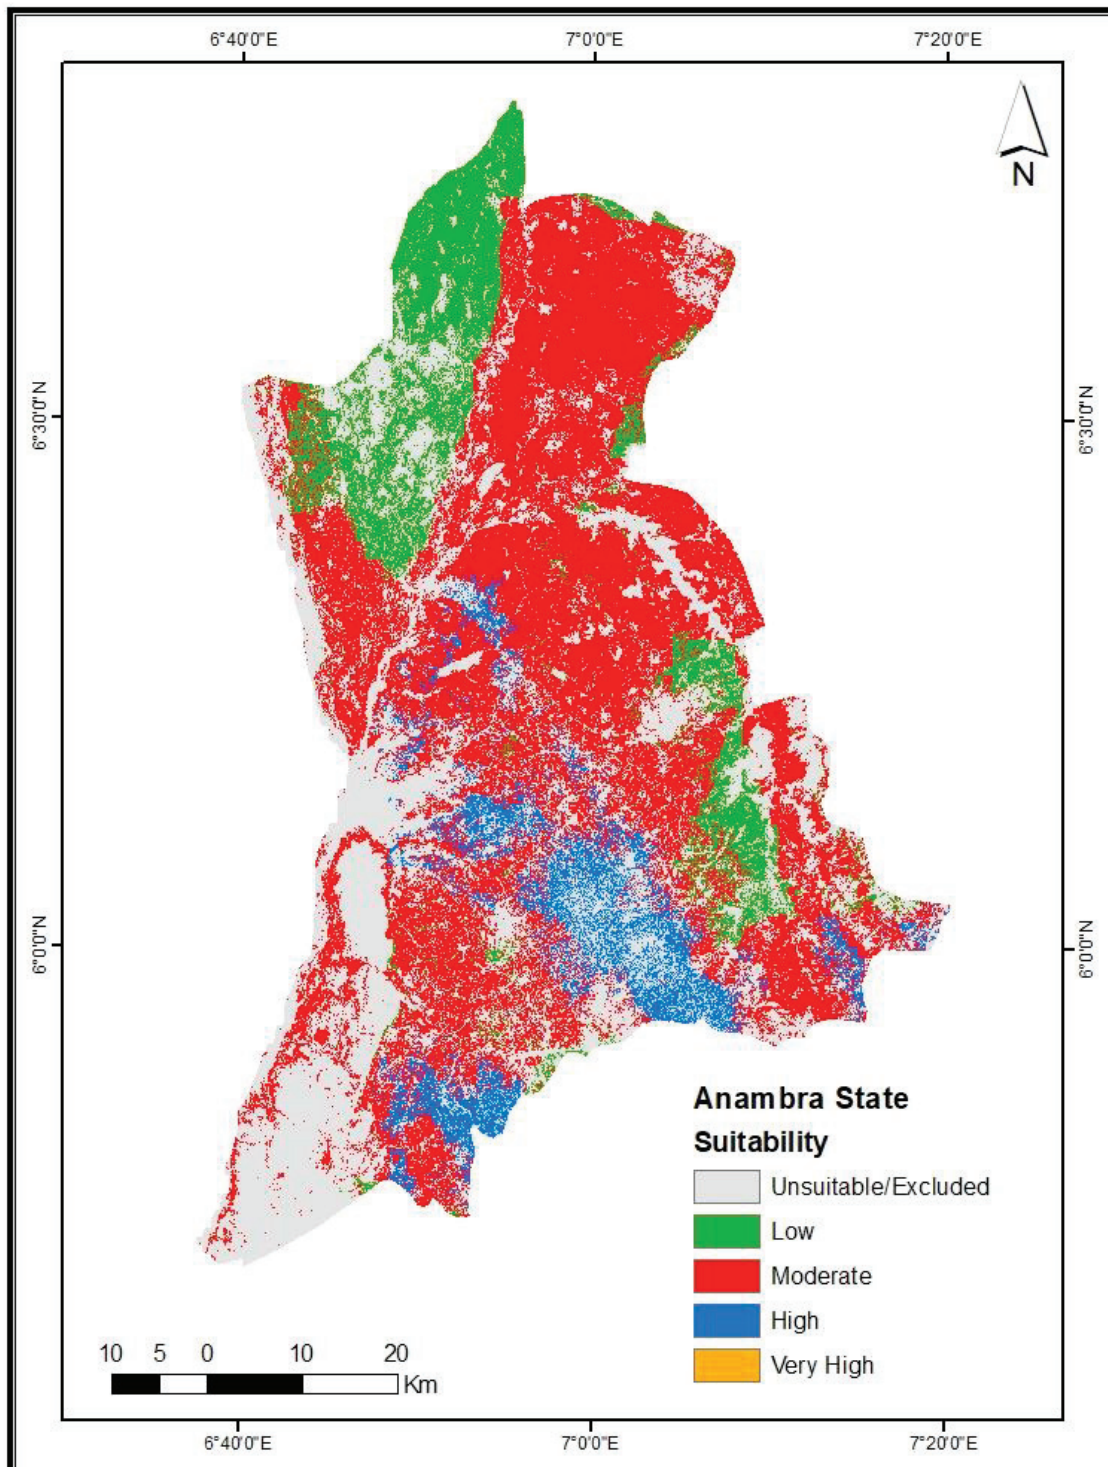 6°40'0"E 7°0'0"E 7°20'0"E
N
6°30'0"N 6°30'0"N
6°0'0"N 6°0'0"N
Anambra State
Suitability
Unsuitable/Excluded
Low
Moderate
High
Very High
10 5 0 10 20
Km
6°40'0"E 7°0'0"E 7°20'0"E